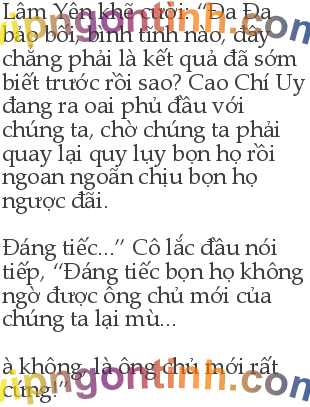 Lâm Yên khẽ cười: “Đa Đa
bảo bối, bình tĩnh nào, đây
chẳng phải là kết quả đã sớm
biết trước rồi sao? Cao Chí Uy
đang ra oai phủ đầu với
chúng ta, chờ chúng ta phải
quay lại quy lụy bọn họ rồi
ngoan ngoãn chịu bọn họ
ngược đãi.
Đáng tiếc...” Cô lắc đầu nói
tiếp, “Đáng tiếc bọn họ không
ngờ được ông chủ mới của
chúng ta lại mù...
à không, là ông chủ mới rất
cứng!”